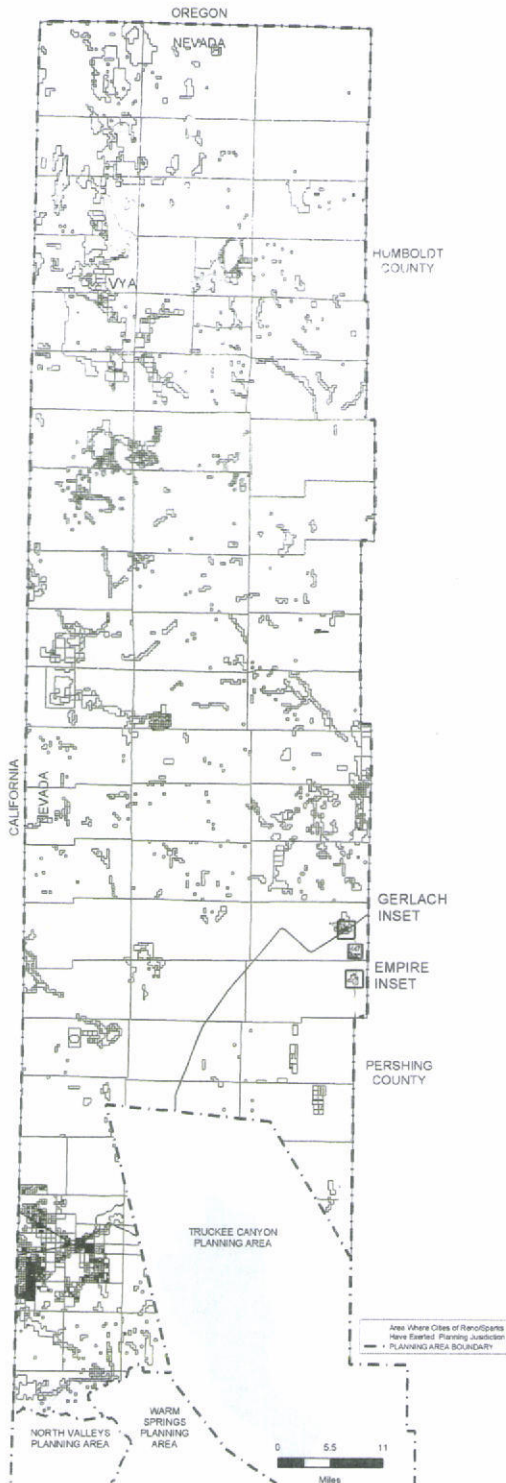 OREGON
NEVADA
HUMBOLDT
COUNTY
VYA
CALIFORNIA
NEVADA
GERLACH
INSET
EMPIRE
INSET
PERSHING
COUNTY
TRUCKEE CANYON
PLANNING AREA
Area Where Cities of Reno/Sparks
Have Exerted Planning Jurisdiction
PLANNING AREA BOUNDARY
NORTH VALLEYS
PLANNING AREA
WARM
SPRINGS
PLANNING
AREA
0 5.5 11
Miles